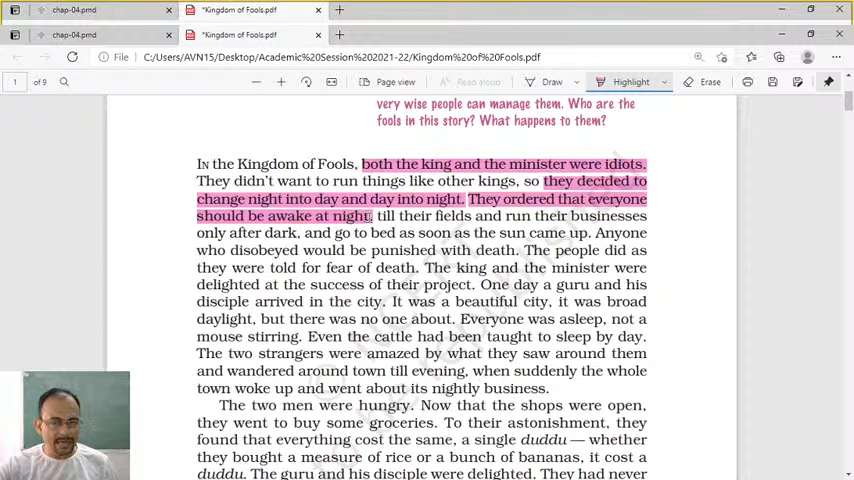 chap-04.pmd
*Kingdom of Fools.pdf
chap-04.pmd
*Kingdom of Fools.pdf
File
C:/Users/AVN15/Desktop/Academic%20Session%202021-22/Kingdom%20of%20Fools.pdf
1 of 9
Page view
Read aloud
Draw
Highlight
Erase
very wise people can manage them. Who are the
fools in this story? What happens to them?
IN the Kingdom of Fools, both the king and the minister were idiots.
They didn't want to run things like other kings, so they decided to
change night into day and day into night. They ordered that everyone
should be awake at night, till their fields and run their businesses
only after dark, and go to bed as soon as the sun came up. Anyone
who disobeyed would be punished with death. The people did as
they were told for fear of death. The king and the minister were
delighted at the success of their project. One day a guru and his
disciple arrived in the city. It was a beautiful city, it was broad
daylight, but there was no one about. Everyone was asleep, not a
mouse stirring. Even the cattle had been taught to sleep by day.
The two strangers were amazed by what they saw around them
and wandered around town till evening, when suddenly the whole
town woke up and went about its nightly business.
The two men were hungry. Now that the shops were open,
they went to buy some groceries. To their astonishment, they
found that everything cost the same, a single duddu — whether
they bought a measure of rice or a bunch of bananas, it cost a
duddu. The guru and his disciple were delighted. They had never
© NCERT
to be republished